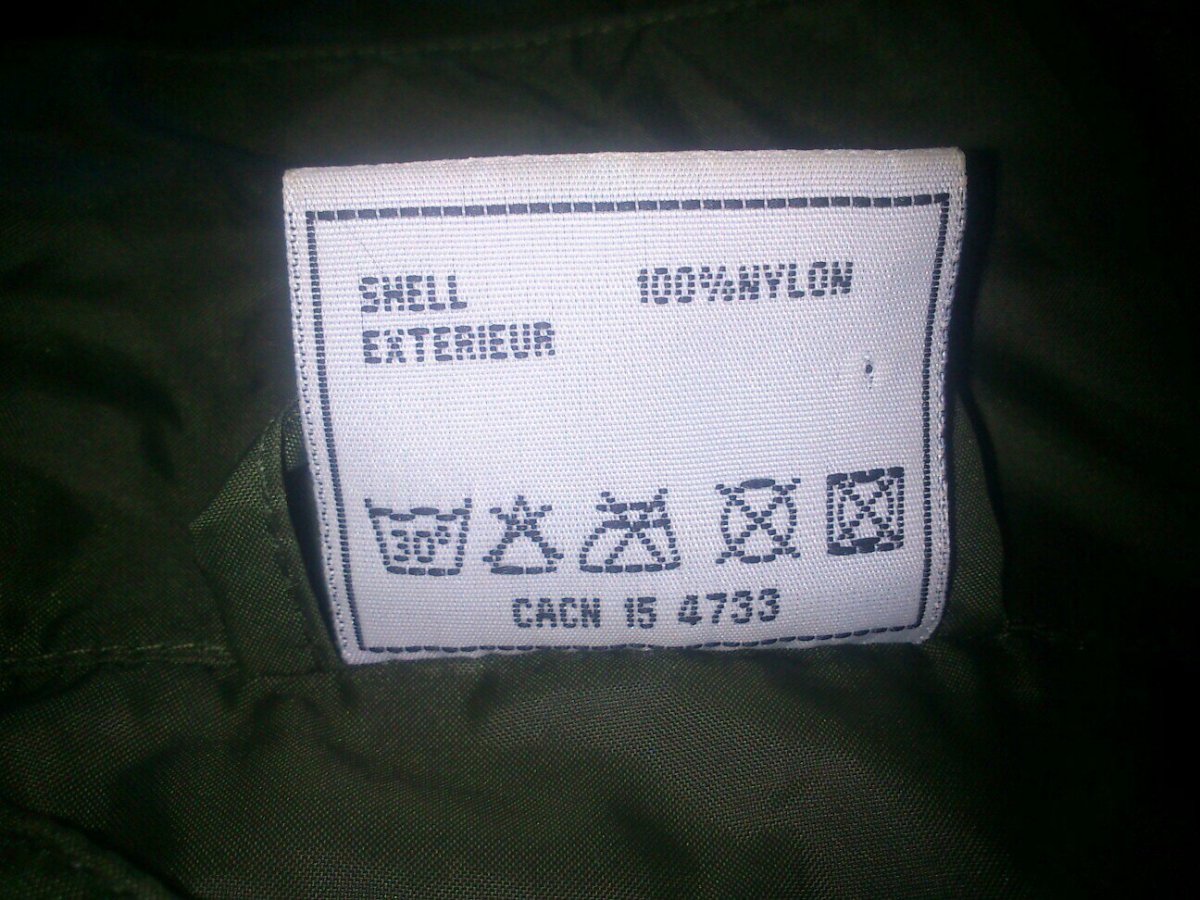 SHELL 100%NYLON
EXTERIEUR
30°
CACN 15 4733